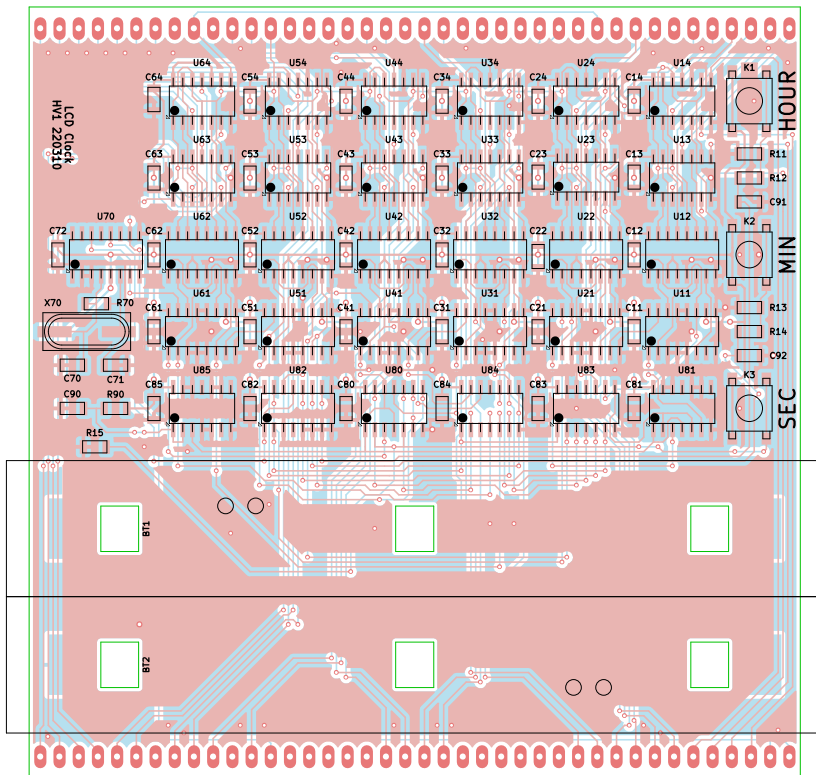 U64 U54 U44 U34 U24 U14 K1
C64 C54 C44 C34 C24 C14
HOUR
LCD Clock
HV1 220310
U63 U53 U43 U33 U23 U13
C63 C53 C43 C33 C23 C13
R11
R12
C91
U70 U62 U52 U42 U32 U22 U12 K2
C72 C62 C52 C42 C32 C22 C12
MIN
X70 R70 U61 U51 U41 U31 U21 U11
C61 C51 C41 C31 C21 C11
R13
R14
C92
C70 C71
U85 U82 U80 U84 U83 U81 K3
C85 C82 C80 C84 C83 C81
C90 R90
SEC
R15
BT1
BT2